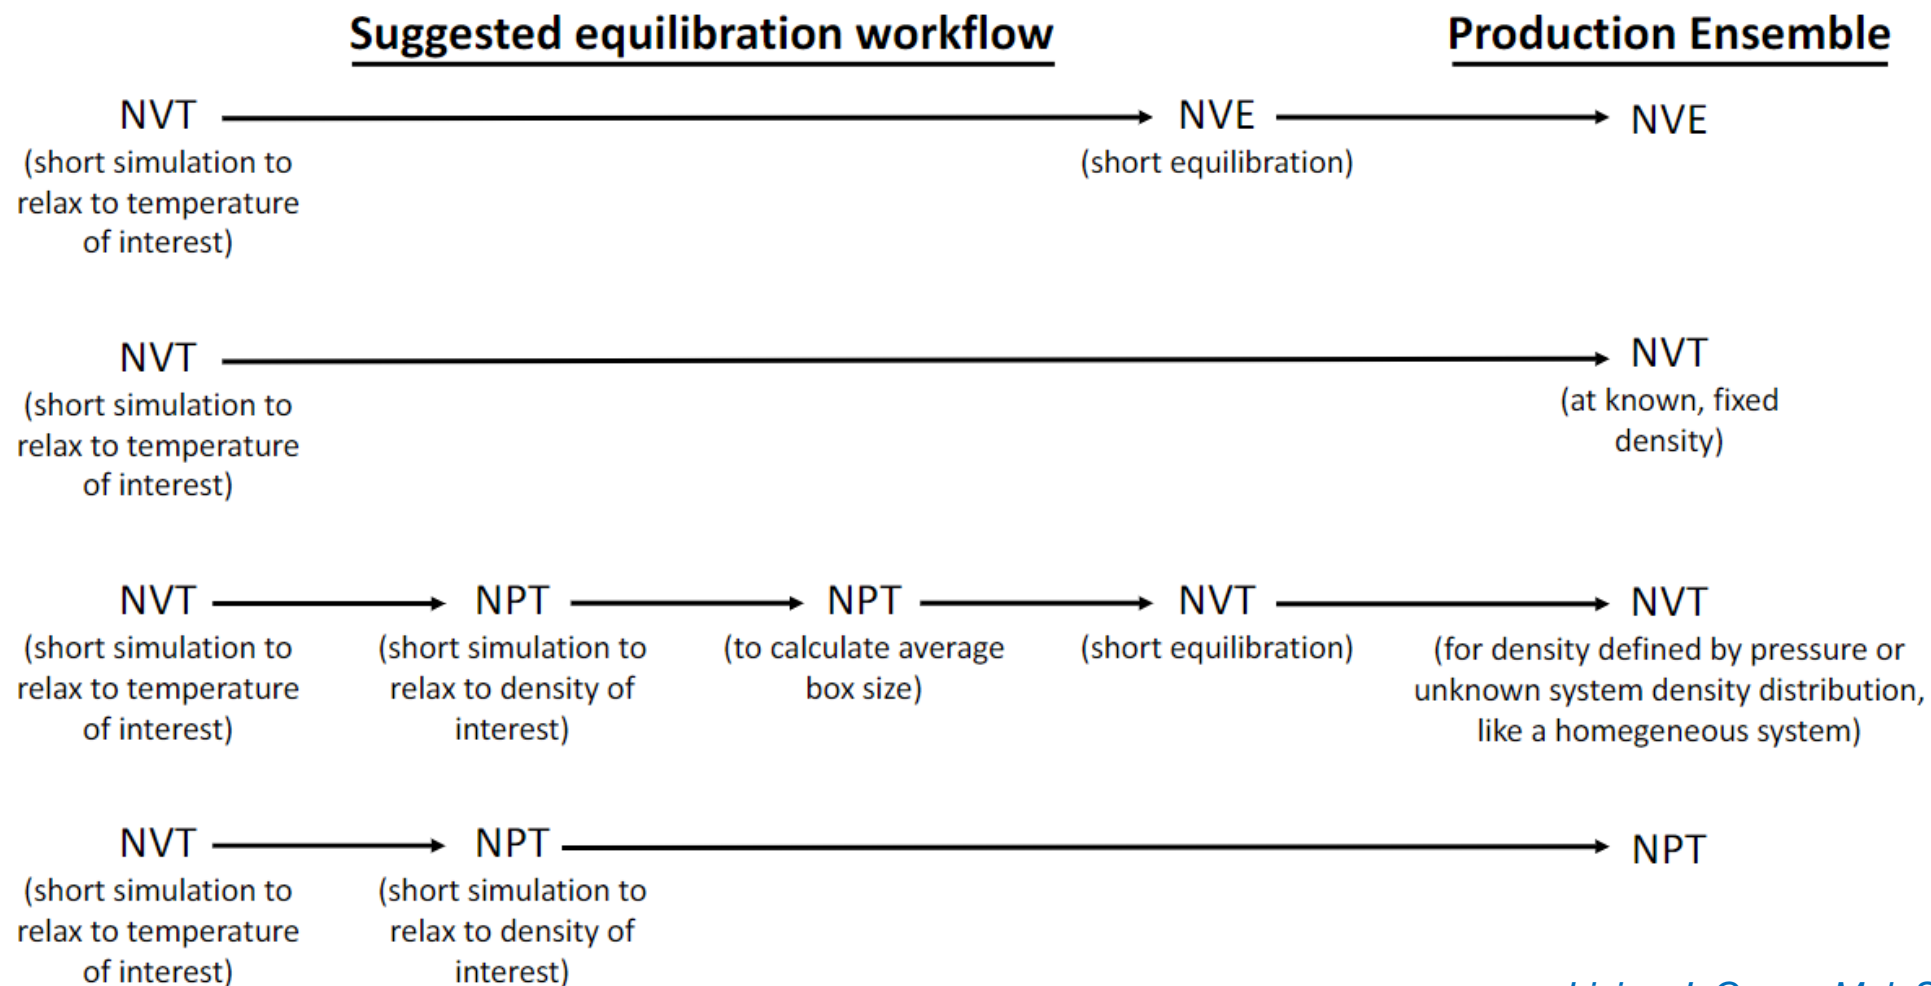 Suggested equilibration workflow
Production Ensemble
NVT
NVE
NVE
(short simulation to
relax to temperature
of interest)
(short equilibration)
NVT
NVT
(short simulation to
relax to temperature
of interest)
(at known, fixed
density)
NVT
NPT
NPT
NVT
NVT
(short simulation to
relax to temperature
of interest)
(short simulation to
relax to density of
interest)
(to calculate average
box size)
(short equilibration)
(for density defined by pressure or
unknown system density distribution,
like a homegeneous system)
NVT
NPT
NPT
(short simulation to
relax to temperature
of interest)
(short simulation to
relax to density of
interest)